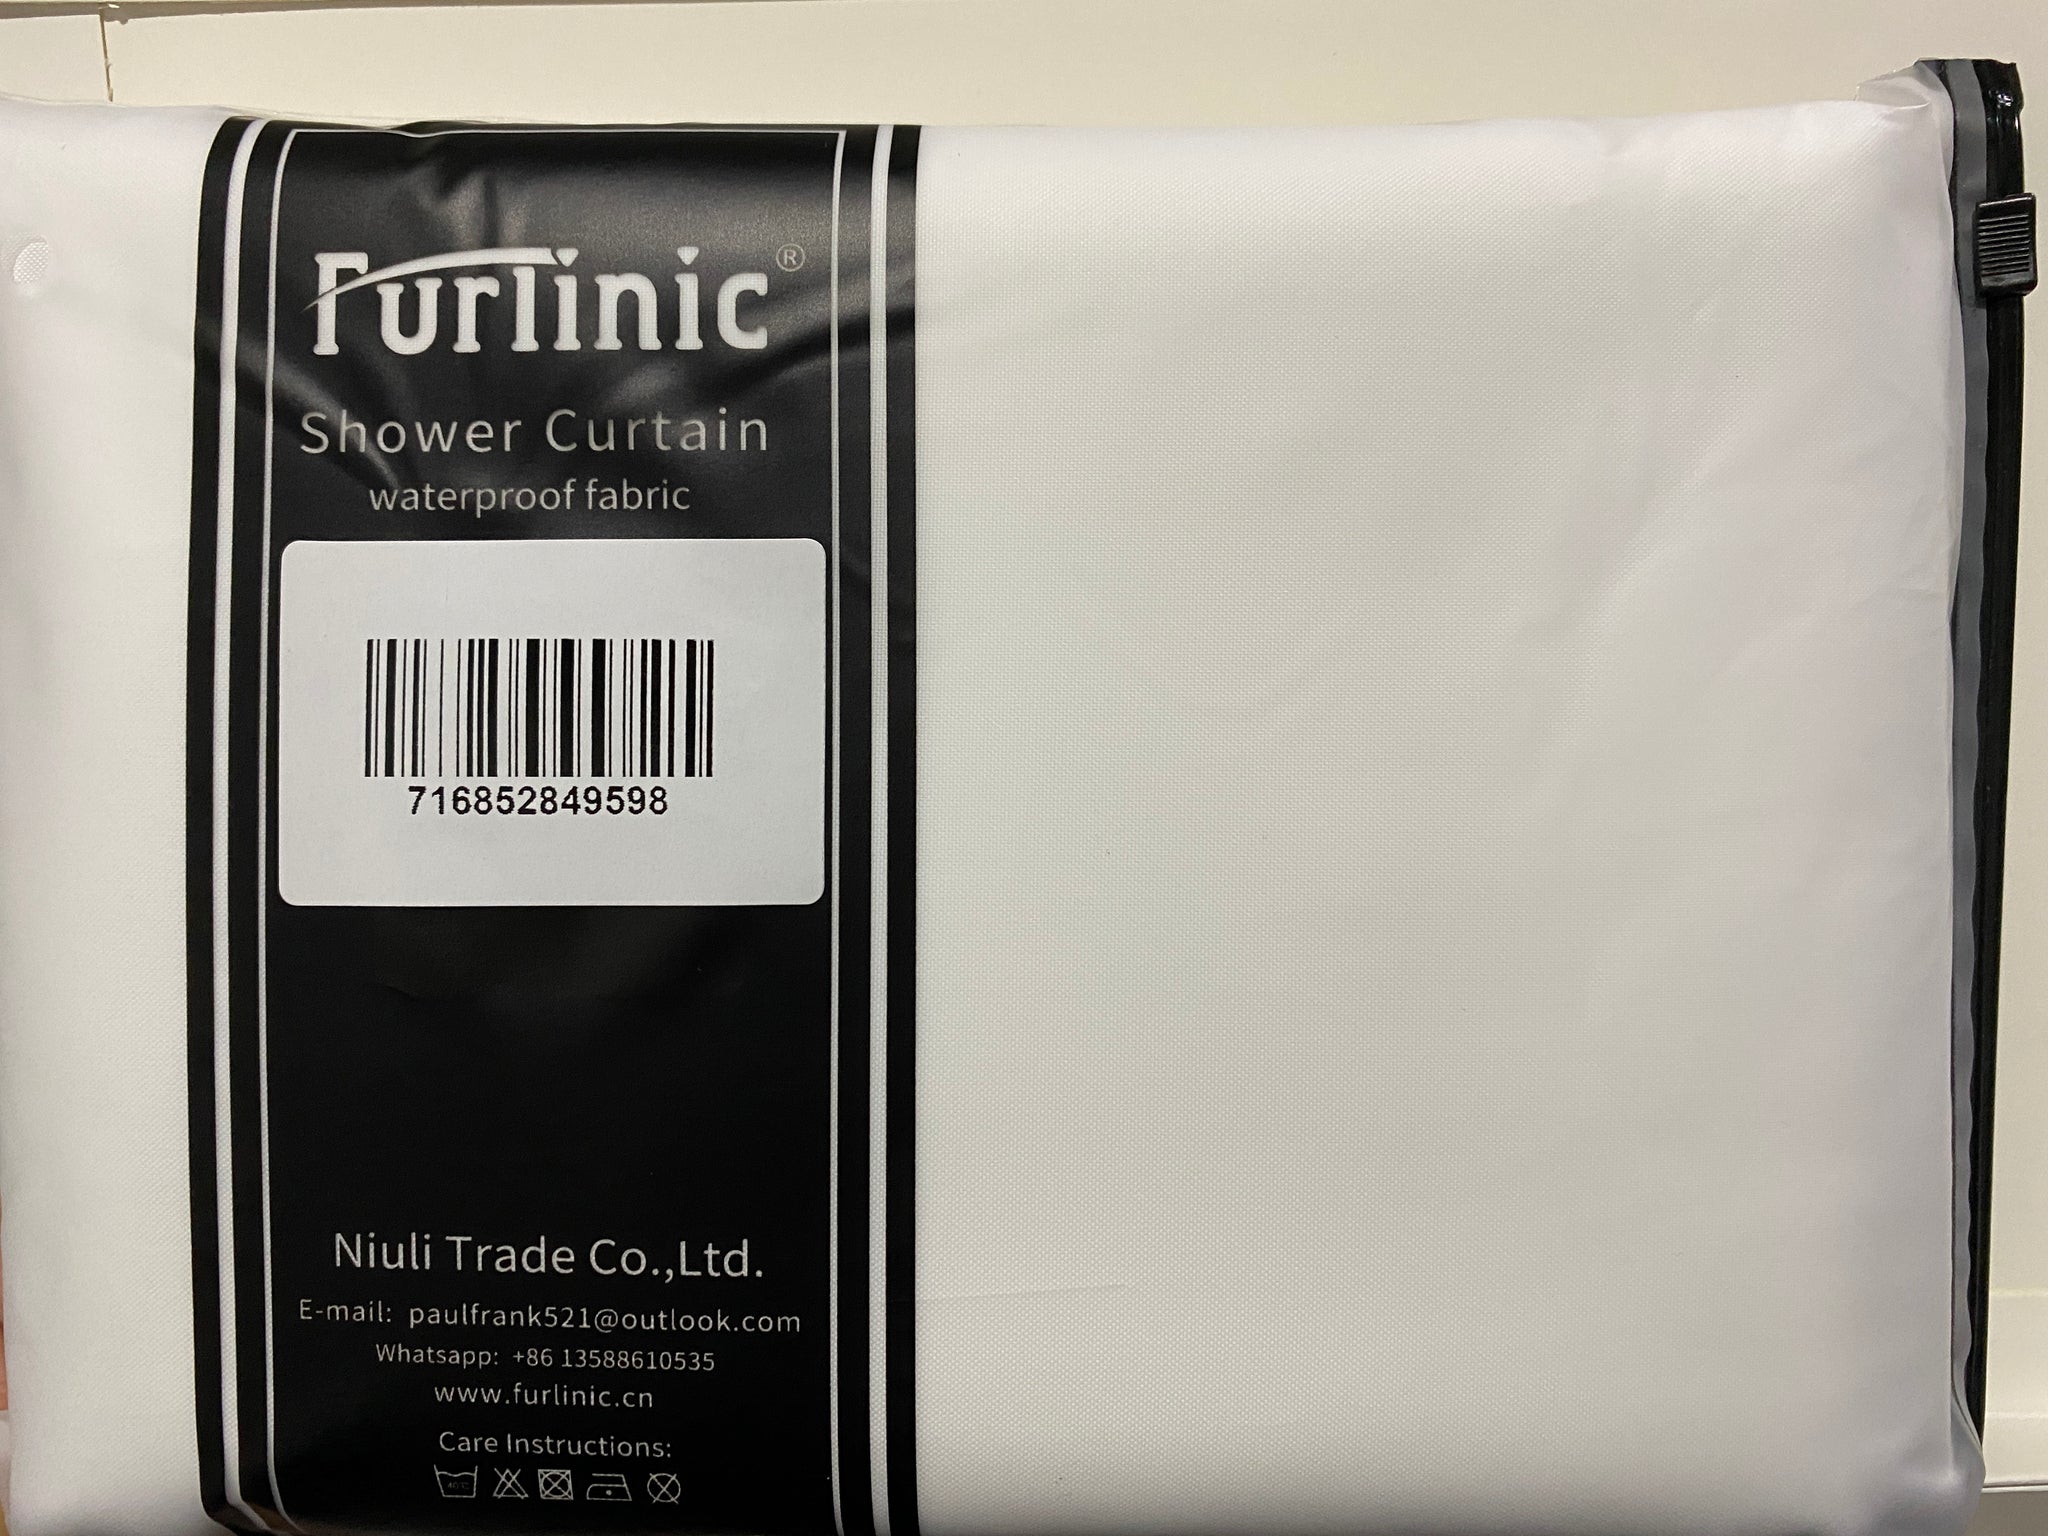 Furlinic®
Shower Curtain
waterproof fabric
716852849598
Niuli Trade Co.,Ltd.
E-mail: paulfrank521@outlook.com
Whatsapp: +86 13588610535
www.furlinic.cn
Care Instructions:
40°C